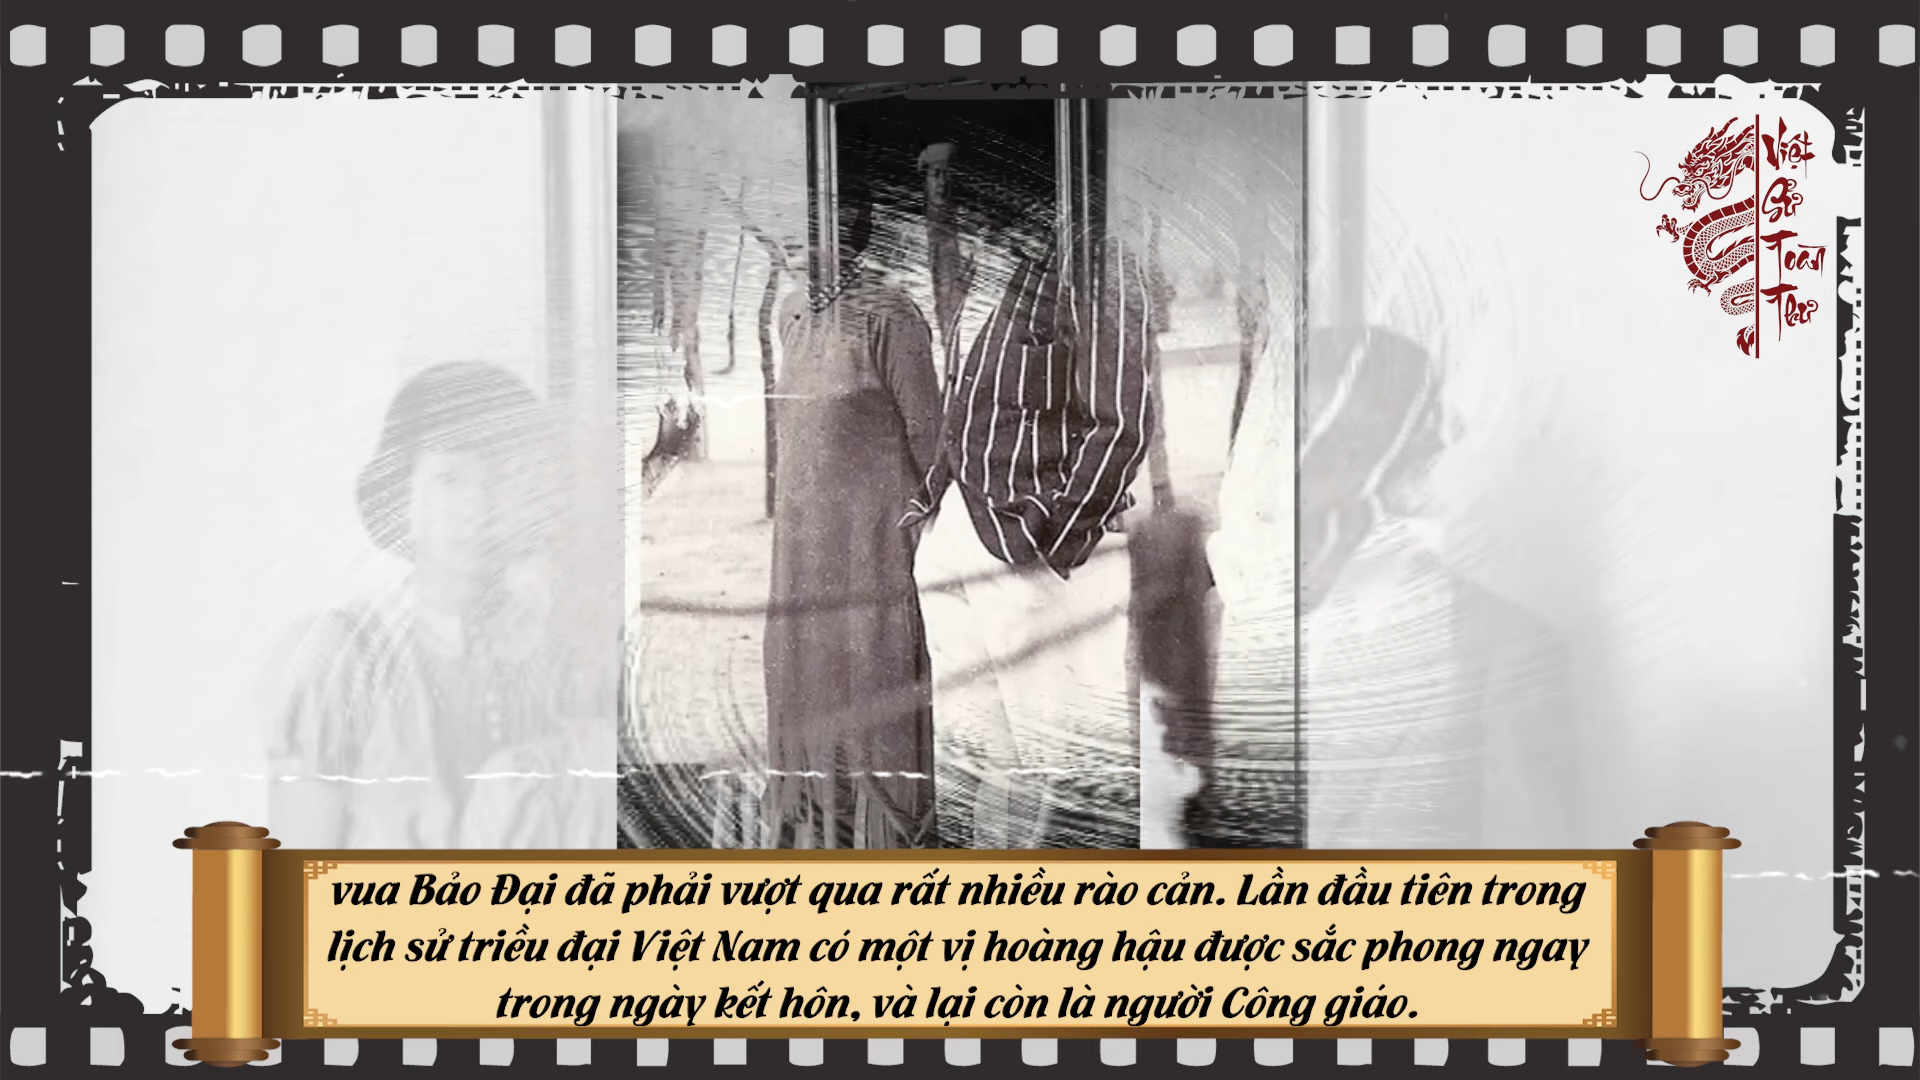 Việt
Sử
Toàn
Thư
vua Bảo Đại đã phải vượt qua rất nhiều rào cản. Lần đầu tiên trong
lịch sử triều đại Việt Nam có một vị hoàng hậu được sắc phong ngay
trong ngày kết hôn, và lại còn là người Công giáo.